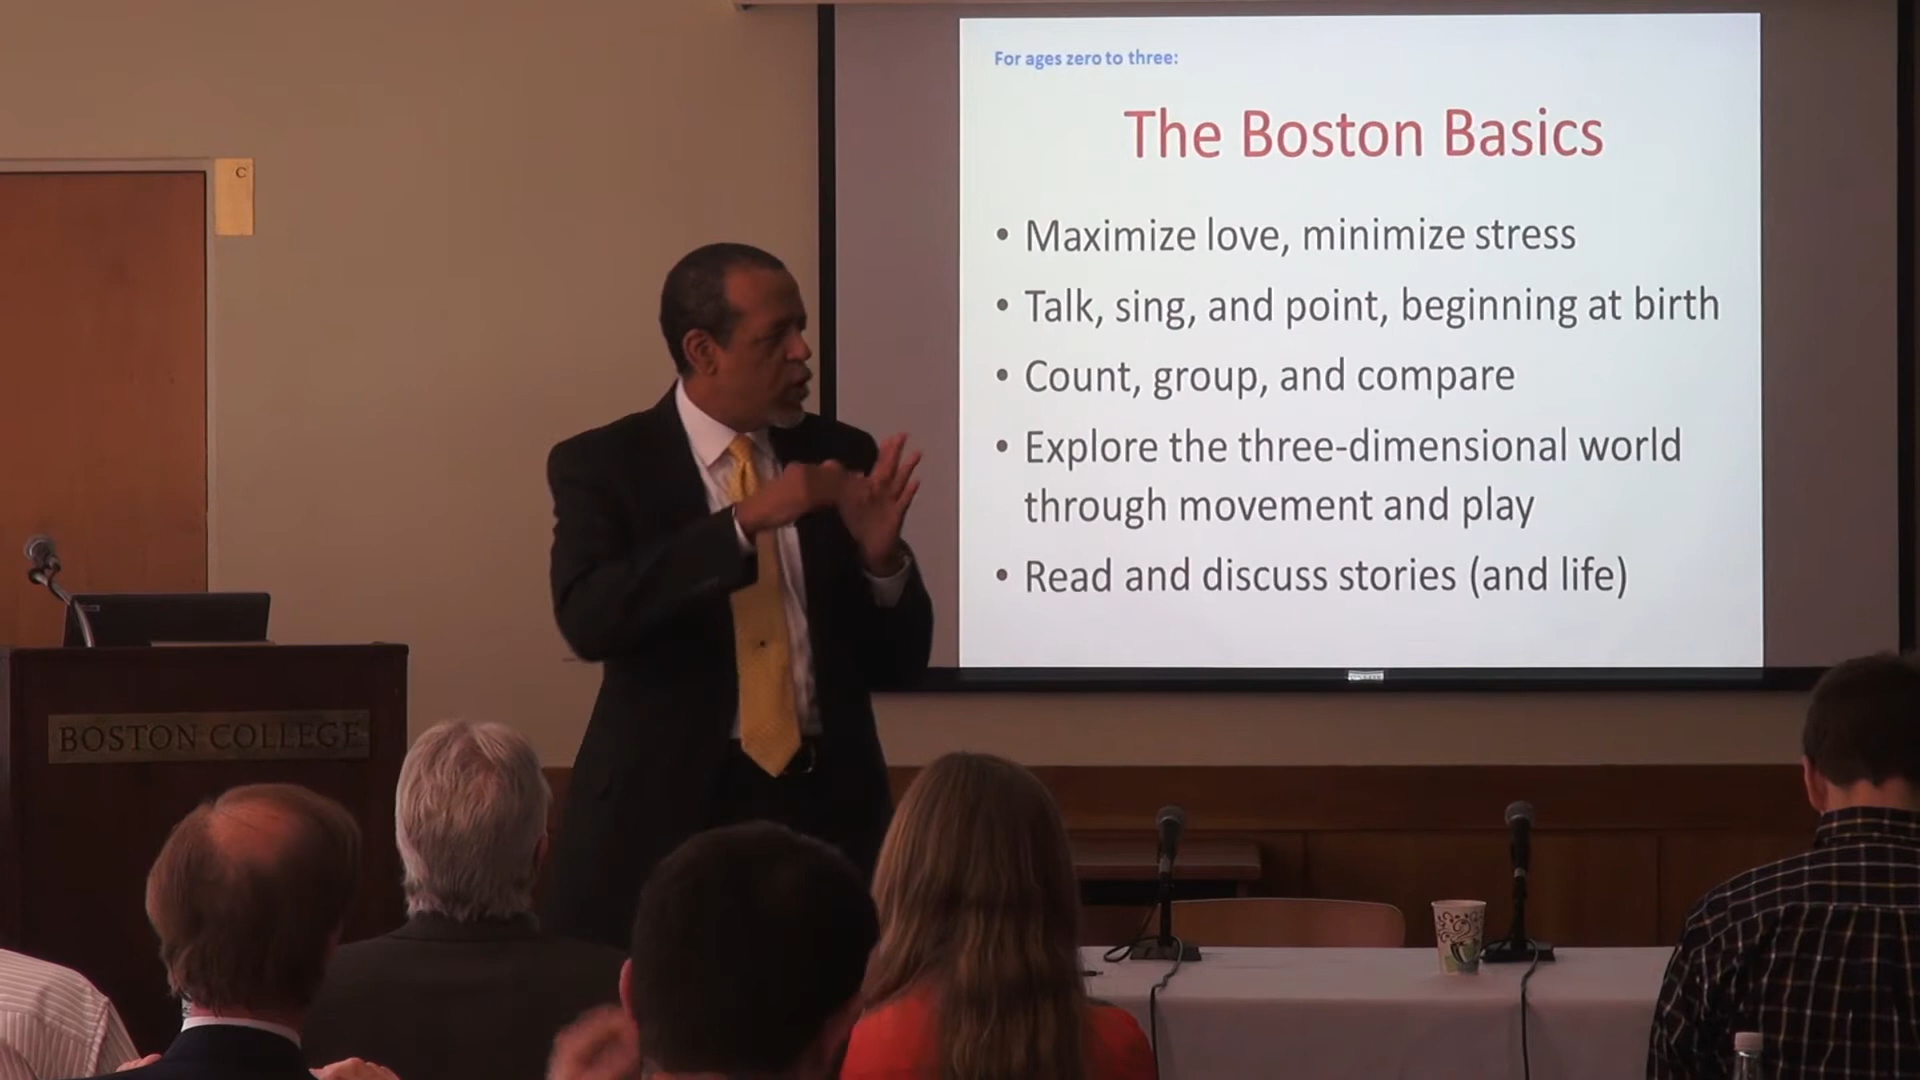 For ages zero to three:
The Boston Basics
• Maximize love, minimize stress
• Talk, sing, and point, beginning at birth
• Count, group, and compare
• Explore the three-dimensional world
through movement and play
• Read and discuss stories (and life)
C
BOSTON COLLEGE